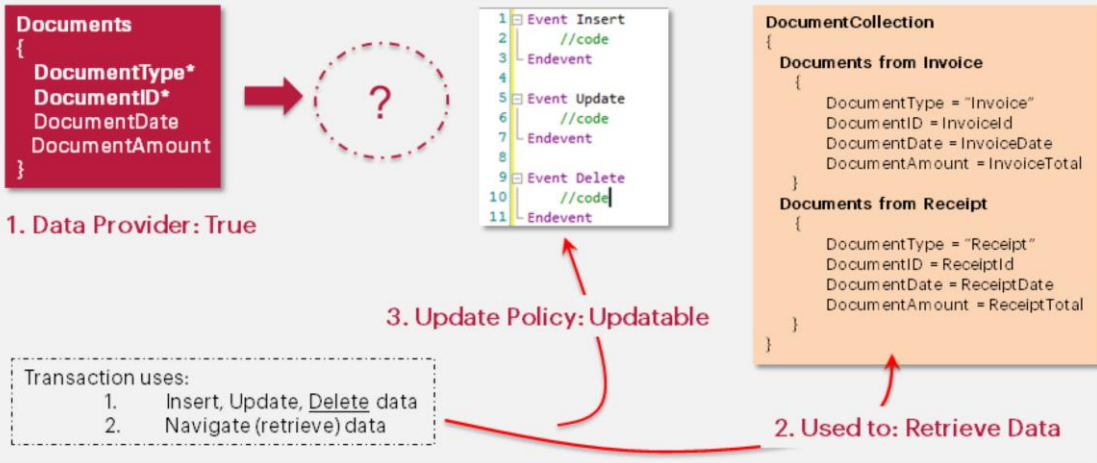 Documents
{
DocumentType*
DocumentID*
DocumentDate
DocumentAmount
}
1. Data Provider: True
?
1 Event Insert
2 //code
3 Endevent
4
5 Event Update
6 //code
7 Endevent
8
9 Event Delete
10 //code
11 Endevent
3. Update Policy: Updatable
DocumentCollection
{
Documents from Invoice
{
DocumentType = "Invoice"
DocumentID = InvoiceId
DocumentDate = InvoiceDate
DocumentAmount = InvoiceTotal
}
Documents from Receipt
{
DocumentType = "Receipt"
DocumentID = ReceiptId
DocumentDate = ReceiptDate
DocumentAmount = ReceiptTotal
}
}
2. Used to: Retrieve Data
Transaction uses:
1. Insert, Update, Delete data
2. Navigate (retrieve) data